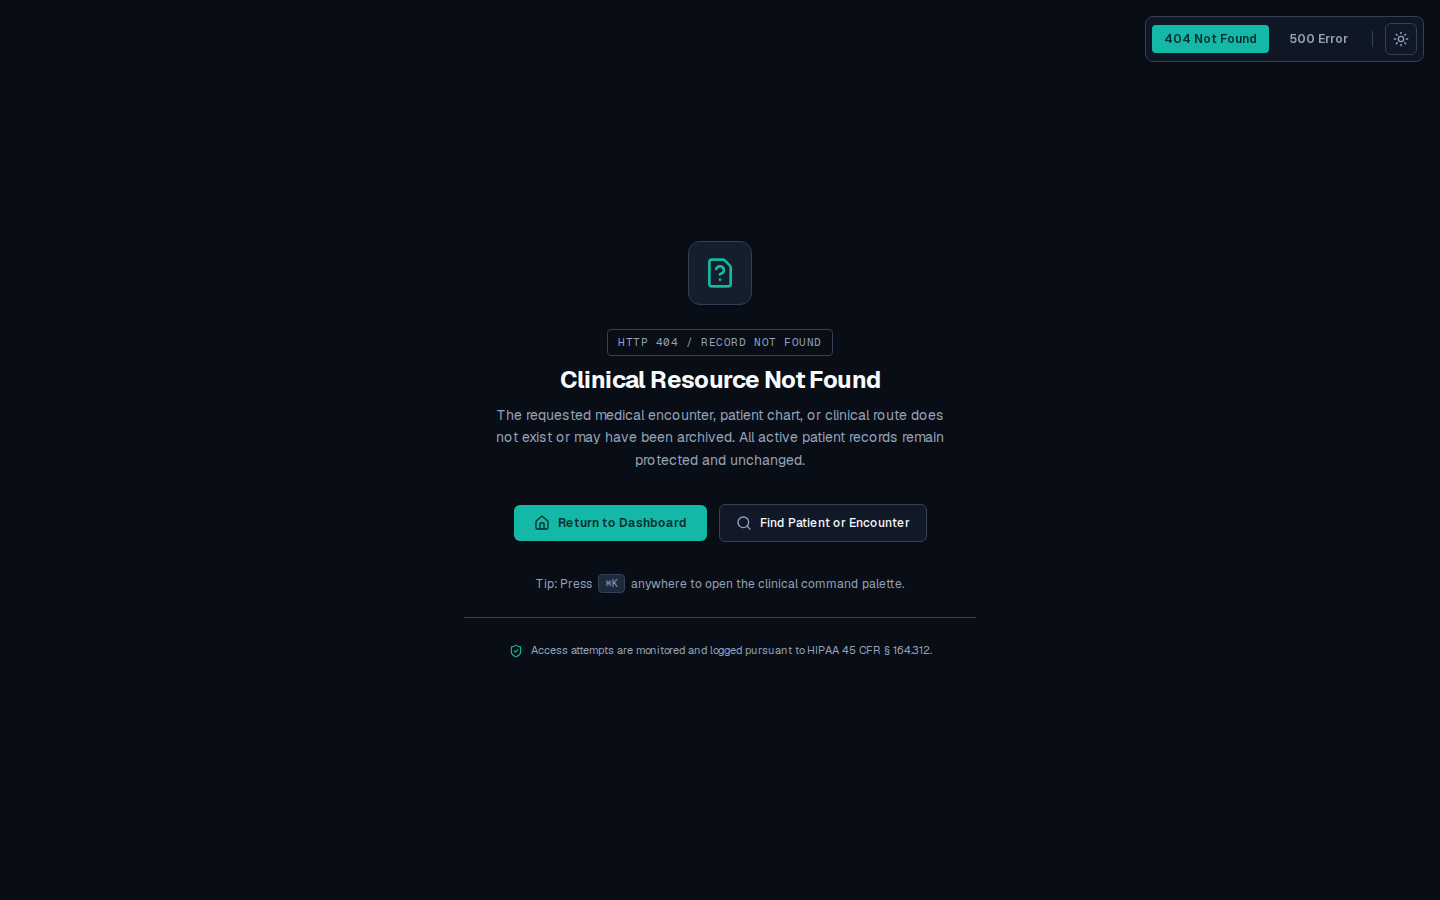 404 Not Found 500 Error
?
HTTP 404 / RECORD NOT FOUND
Clinical Resource Not Found
The requested medical encounter, patient chart, or clinical route does
not exist or may have been archived. All active patient records remain
protected and unchanged.
Return to Dashboard Find Patient or Encounter
Tip: Press ⌘K anywhere to open the clinical command palette.
Access attempts are monitored and logged pursuant to HIPAA 45 CFR § 164.312.